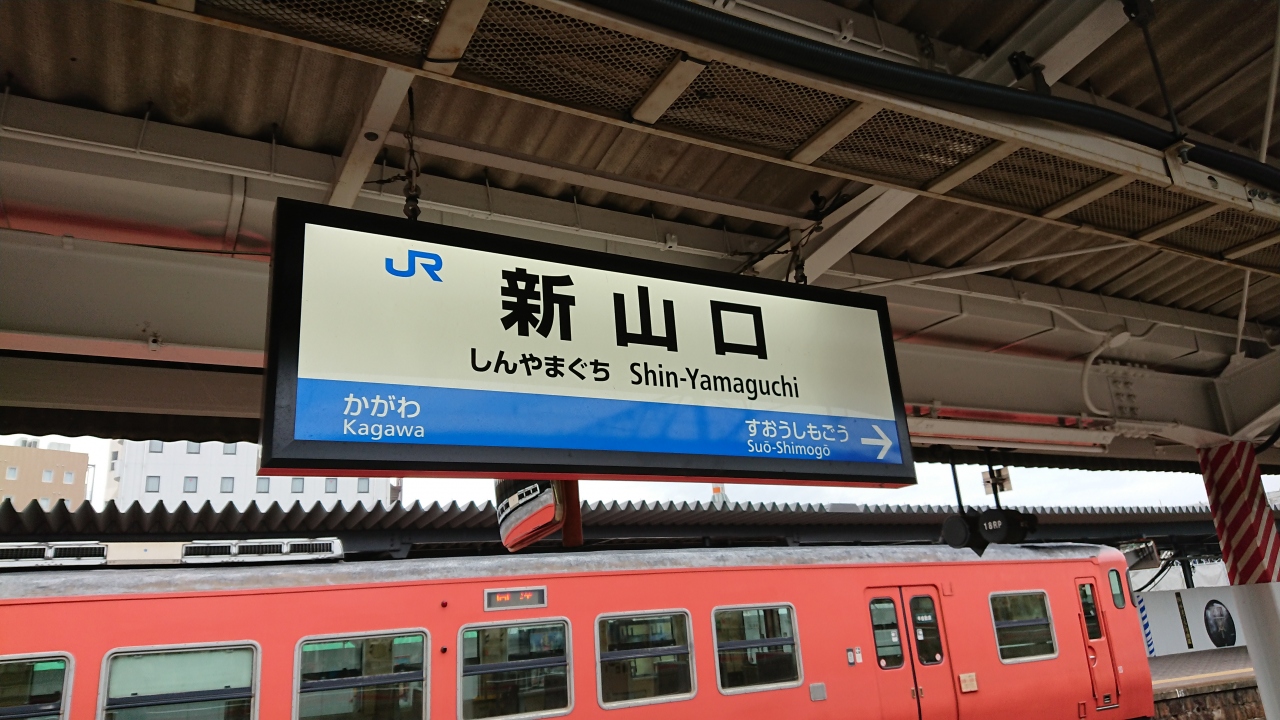 JR
新山口
しんやまぐち Shin-Yamaguchi
かがわ
Kagawa
すおうしもごう →
Suō-Shimogō
18RP